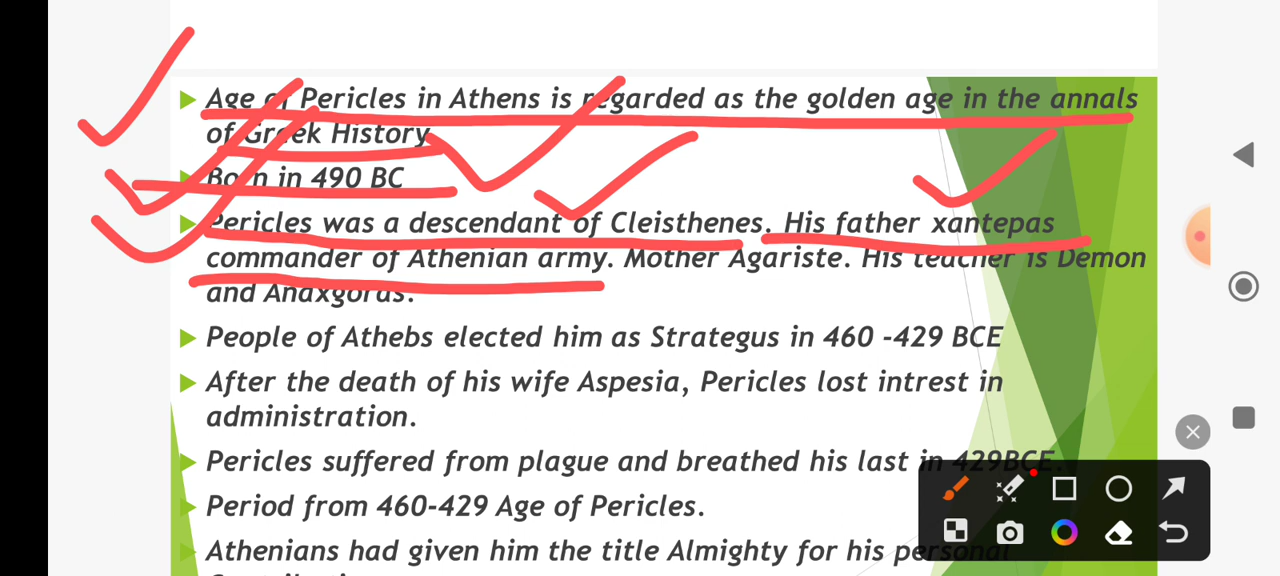 Age of Pericles in Athens is regarded as the golden age in the annals
of Greek History
Born in 490 BC
Pericles was a descendant of Cleisthenes. His father xantepas
commander of Athenian army. Mother Agariste. His teacher is Demon
and Anaxgoras.
People of Athebs elected him as Strategus in 460 -429 BCE
After the death of his wife Aspesia, Pericles lost intrest in
administration.
Pericles suffered from plague and breathed his last in 429BCE.
Period from 460-429 Age of Pericles.
Athenians had given him the title Almighty for his personal